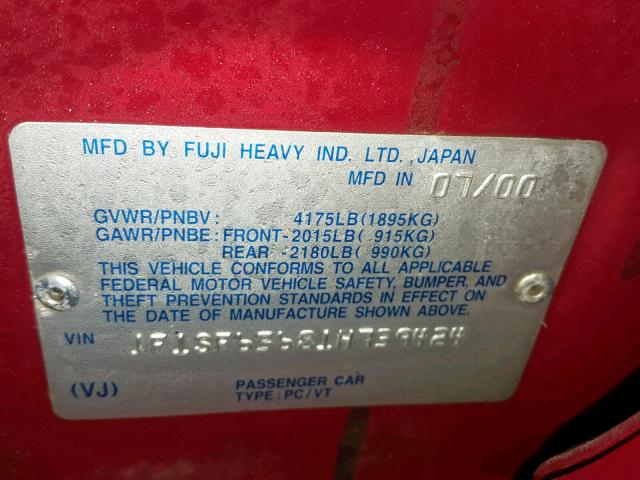 MFD BY FUJI HEAVY IND. LTD., JAPAN
MFD IN 07/00
GVWR/PNBV: 4175LB(1895KG)
GAWR/PNBE: FRONT-2015LB( 915KG)
REAR -2180LB( 990KG)
THIS VEHICLE CONFORMS TO ALL APPLICABLE
FEDERAL MOTOR VEHICLE SAFETY, BUMPER, AND
THEFT PREVENTION STANDARDS IN EFFECT ON
THE DATE OF MANUFACTURE SHOWN ABOVE.
VIN
(VJ) PASSENGER CAR
TYPE: PC/VT